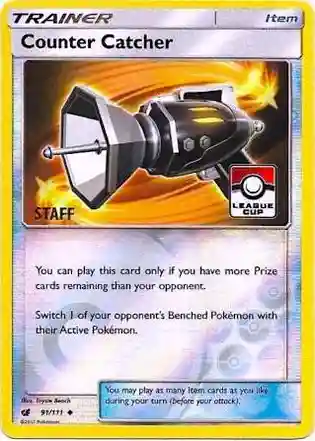 TRAINER Item
Counter Catcher
STAFF
LEAGUE
CUP
You can play this card only if you have more Prize
cards remaining than your opponent.
Switch 1 of your opponent's Benched Pokémon with
their Active Pokémon.
Illus. Toyste Beach
91/111
©2017 Pokémon
You may play as many Item cards as you like
during your turn (before your attack).